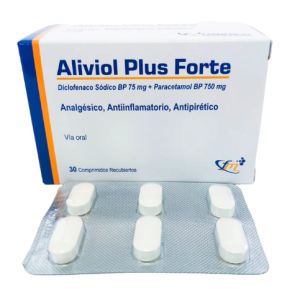 Aliviol Plus Forte
Diclofenaco Sódico BP 75 mg + Paracetamol BP 750 mg
Analgésico, Antiinflamatorio, Antipirético
Vía oral
fm
30 Comprimidos Recubiertos